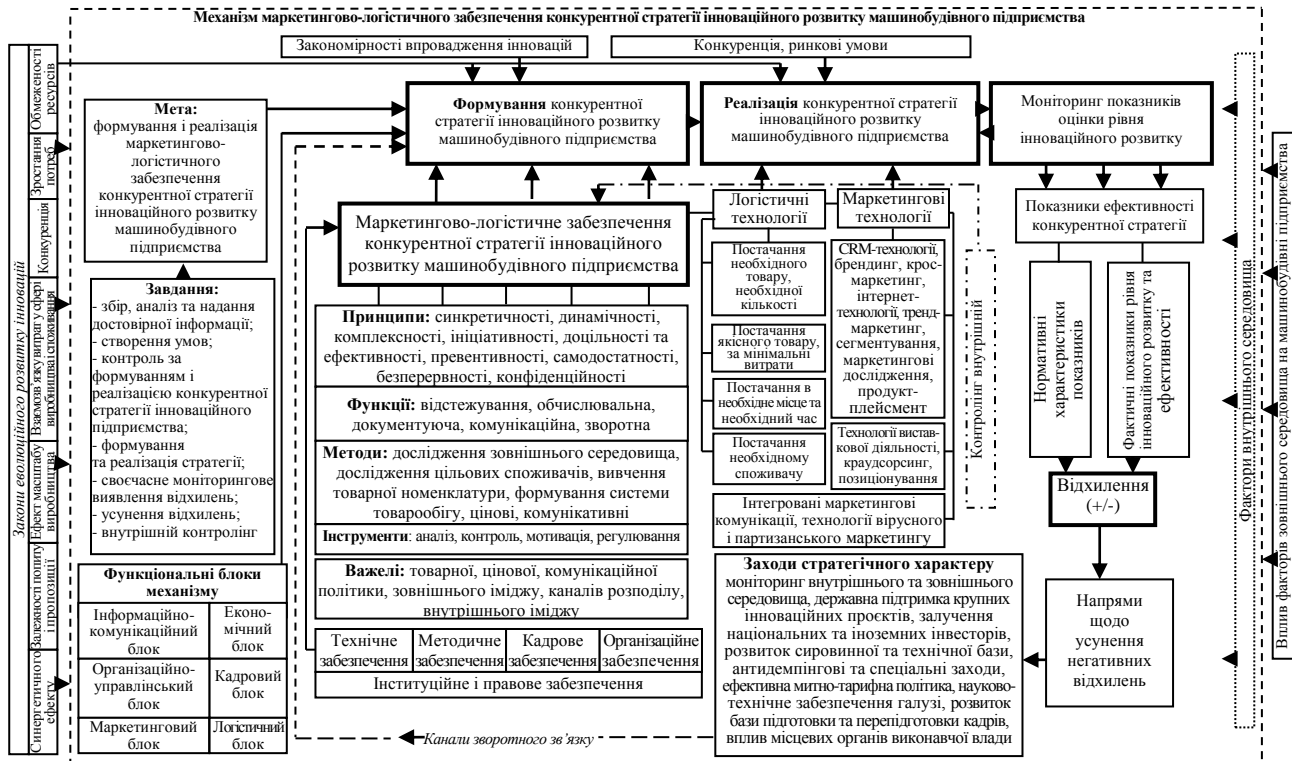 Механізм маркетингово-логістичного забезпечення конкурентної стратегії інноваційного розвитку машинобудівного підприємства
Закономірності впровадження інновацій
Конкуренція, ринкові умови
Закони еволюційного розвитку інновацій
Обмеженості
ресурсів
Зростання
потреб
Конкуренція
Взаємозв’язку витрат у сфері
виробництва і споживання
Ефект масштабу
виробництва
Залежності попиту
і пропозиції
Синергетичного
ефекту
Мета:
формування і реалізація
маркетингово-
логістичного
забезпечення
конкурентної стратегії
інноваційного розвитку
машинобудівного
підприємства
Завдання:
- збір, аналіз та надання
достовірної інформації;
- створення умов;
- контроль за
формуванням і
реалізацією конкурентної
стратегії інноваційного
підприємства;
- формування
та реалізація стратегії;
- своєчасне моніторингове
виявлення відхилень;
- усунення відхилень;
- внутрішній контролінг
Функціональні блоки
механізму
Інформаційно-
комунікаційний
блок
Еконо-
мічний
блок
Організаційно-
управлінський
блок
Кадровий
блок
Маркетинговий
блок
Логістичний
блок
Формування конкурентної
стратегії інноваційного розвитку
машинобудівного підприємства
Реалізація конкурентної стратегії
інноваційного розвитку
машинобудівного підприємства
Моніторинг показників
оцінки рівня
інноваційного розвитку
Маркетингово-логістичне забезпечення
конкурентної стратегії інноваційного
розвитку машинобудівного підприємства
Принципи: синкретичності, динамічності,
комплексності, ініціативності, доцільності та
ефективності, превентивності, самодостатності,
безперервності, конфіденційності
Функції: відстежування, обчислювальна,
документуюча, комунікаційна, зворотна
Методи: дослідження зовнішнього середовища,
дослідження цільових споживачів, вивчення
товарної номенклатури, формування системи
товарообігу, цінові, комунікативні
Інструменти: аналіз, контроль, мотивація, регулювання
Важелі: товарної, цінової, комунікаційної
політики, зовнішнього іміджу, каналів розподілу,
внутрішнього іміджу
Технічне
забезпечення
Методичне
забезпечення
Кадрове
забезпечення
Організаційне
забезпечення
Інституційне і правове забезпечення
Логістичні
технології
Постачання
необхідного
товару,
необхідної
кількості
Постачання
якісного товару,
за мінімальні
витрати
Постачання в
необхідне місце та
необхідний час
Постачання
необхідному
споживачу
Маркетингові
технології
CRM-технології,
брендинг, крос-
маркетинг,
інтернет-
технології, тренд-
маркетинг,
сегментування,
маркетингові
дослідження,
продукт-
плейсмент
Технології вистав-
кової діяльності,
краудсорсинг,
позиціонування
Інтегровані маркетингові
комунікації, технології вірусного
і партизанського маркетингу
Контролінг внутрішній
Показники ефективності
конкурентної стратегії
Нормативні
характеристики
показників
Фактичні показники рівня
інноваційного розвитку та
ефективності
Відхилення
(+/-)
Напрями
щодо
усунення
негативних
відхилень
Заходи стратегічного характеру
моніторинг внутрішнього та зовнішнього
середовища, державна підтримка крупних
інноваційних проєктів, залучення
національних та іноземних інвесторів,
розвиток сировинної та технічної бази,
антидемпінгові та спеціальні заходи,
ефективна митно-тарифна політика, науково-
технічне забезпечення галузі, розвиток
бази підготовки та перепідготовки кадрів,
вплив місцевих органів виконавчої влади
Канали зворотного зв’язку
Фактори внутрішнього середовища
Вплив факторів зовнішнього середовища на машинобудівні підприємства